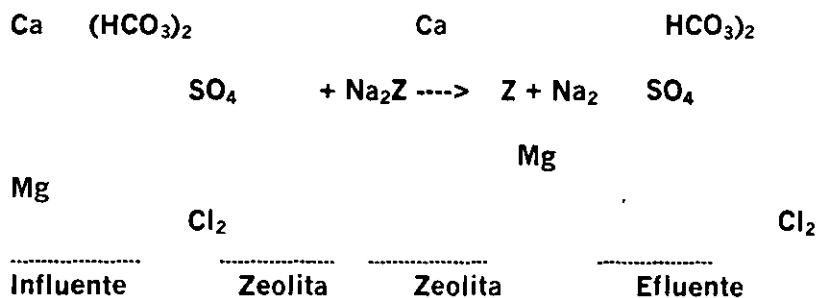 Ca (HCO₃)₂ Ca HCO₃)₂
SO₄ + Na₂Z ----> Z + Na₂ SO₄
Mg
Mg
Cl₂ Cl₂
Influente Zeolita Zeolita Efluente